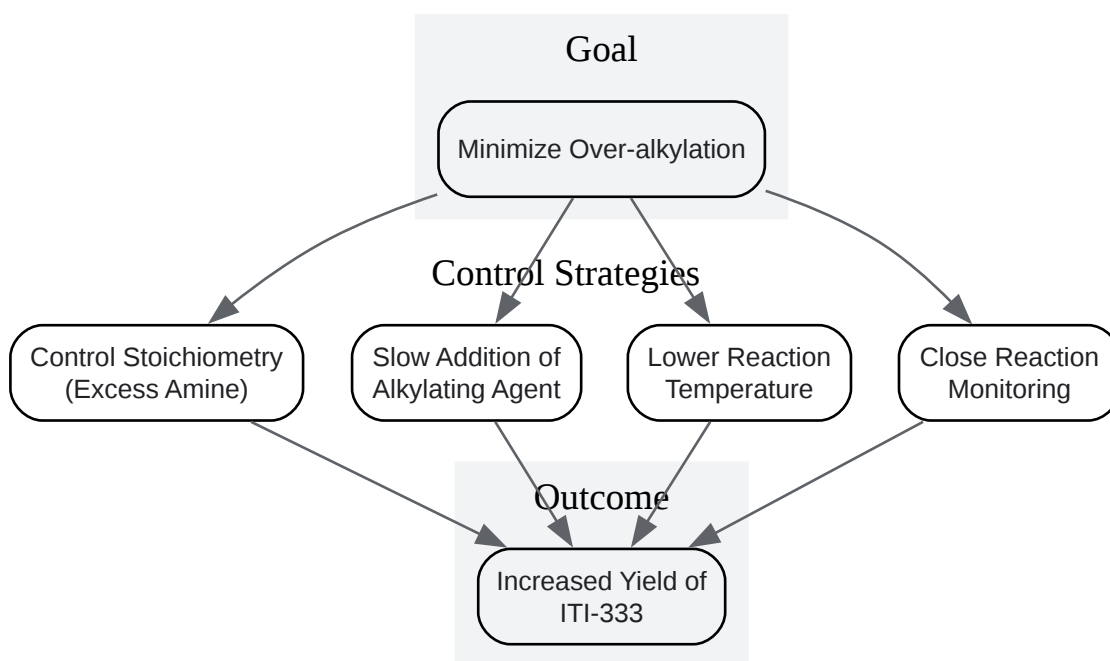 Goal
Minimize Over-alkylation
Control Strategies
Control Stoichiometry
(Excess Amine)
Slow Addition of
Alkylating Agent
Lower Reaction
Temperature
Close Reaction
Monitoring
Outcome
Increased Yield of
ITI-333